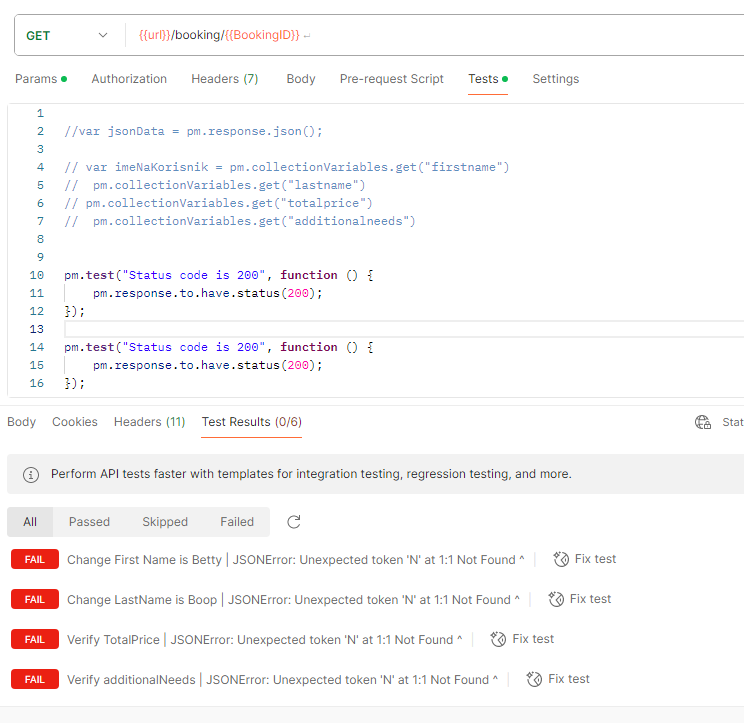 GET {{url}}/booking/{{BookingID}}
Params Authorization Headers (7) Body Pre-request Script Tests Settings
1
2 //var jsonData = pm.response.json();
3
4 // var imeNaKorisnik = pm.collectionVariables.get("firstname")
5 //  pm.collectionVariables.get("lastname")
6 // pm.collectionVariables.get("totalprice")
7 //  pm.collectionVariables.get("additionalneeds")
8
9
10 pm.test("Status code is 200", function () {
11     pm.response.to.have.status(200);
12 });
13
14 pm.test("Status code is 200", function () {
15     pm.response.to.have.status(200);
16 });
Body Cookies Headers (11) Test Results (0/6) Stat
Perform API tests faster with templates for integration testing, regression testing, and more.
All Passed Skipped Failed
FAIL Change First Name is Betty | JSONError: Unexpected token 'N' at 1:1 Not Found ^ Fix test
FAIL Change LastName is Boop | JSONError: Unexpected token 'N' at 1:1 Not Found ^ Fix test
FAIL Verify TotalPrice | JSONError: Unexpected token 'N' at 1:1 Not Found ^ Fix test
FAIL Verify additionalNeeds | JSONError: Unexpected token 'N' at 1:1 Not Found ^ Fix test